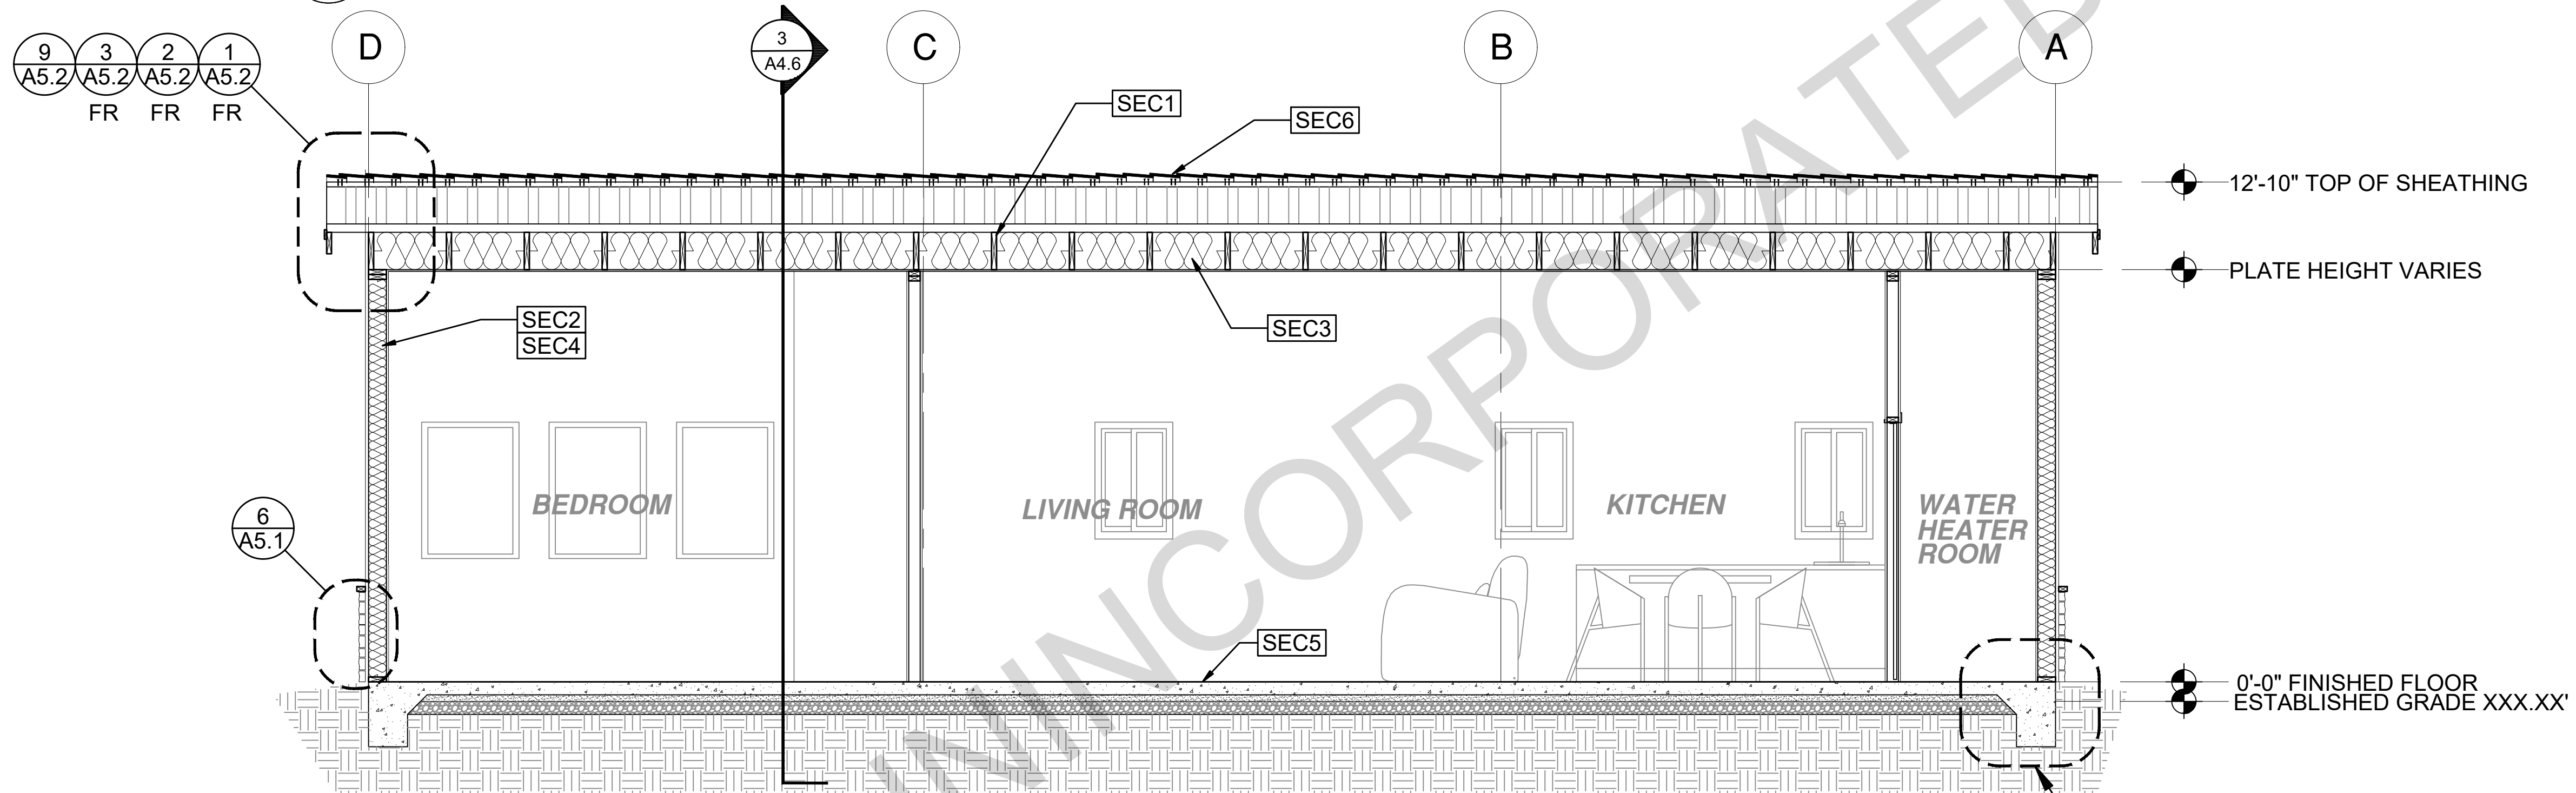 9
A5.2
3
A5.2
FR
2
A5.2
FR
1
A5.2
FR
D
3
A4.6
C
B
A
SEC1
SEC6
12'-10" TOP OF SHEATHING
PLATE HEIGHT VARIES
SEC2
SEC4
SEC3
BEDROOM
LIVING ROOM
KITCHEN
WATER
HEATER
ROOM
6
A5.1
SEC5
0'-0" FINISHED FLOOR
ESTABLISHED GRADE XXX.XX'
NINCORPORATED